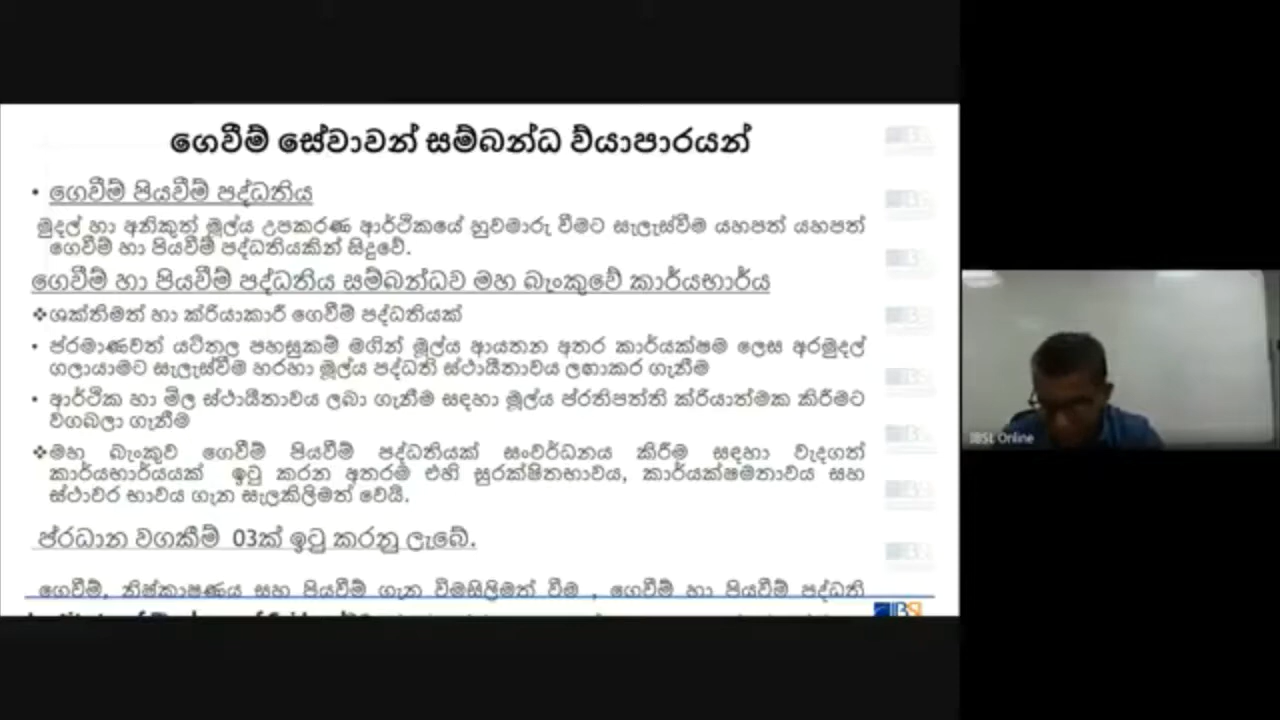 ගෙවීම් සේවාවන් සම්බන්ධ ව්යාපාරයන්
• ගෙවීම් පියවීම් පද්ධතිය
මුදල් හා අනිකුත් මූල්ය උපකරණ ආර්ථිකයේ හුවමාරු වීමට සැලැස්වීම යහපත් යහපත්
ගෙවීම් හා පියවීම් පද්ධතියකින් සිදුවේ.
ගෙවීම් හා පියවීම් පද්ධතිය සම්බන්ධව මහ බැංකුවේ කාර්යභාර්ය
❖ශක්තිමත් හා ක්රියාකාරී ගෙවීම් පද්ධතියක්
• ප්රමාණවත් යටිතල පහසුකම් මගින් මූල්ය ආයතන අතර කාර්යක්ෂම ලෙස අරමුදල්
ගලායාමට සැලැස්වීම හරහා මූල්ය පද්ධති ස්ථායීතාවය ළඟාකර ගැනීම
• ආර්ථික හා මිල ස්ථායීතාවය ලබා ගැනීම සඳහා මූල්ය ප්රතිපත්ති ක්රියාත්මක කිරීමට
වගබලා ගැනීම
❖මහ බැංකුව ගෙවීම් පියවීම් පද්ධතියක් සංවර්ධනය කිරීම සඳහා වැදගත්
කාර්යභාර්යයක් ඉටු කරන අතරම එහි සුරක්ෂිතභාවය, කාර්යක්ෂමතාවය සහ
ස්ථාවර භාවය ගැන සැලකිලිමත් වෙයි.
ප්රධාන වගකීම් 03ක් ඉටු කරනු ලැබේ.
ගෙවීම්, නිෂ්කාෂණය සහ පියවීම් ගැන විමසිලිමත් වීම , ගෙවීම් හා පියවීම් පද්ධති
IBSL
IBSL Online